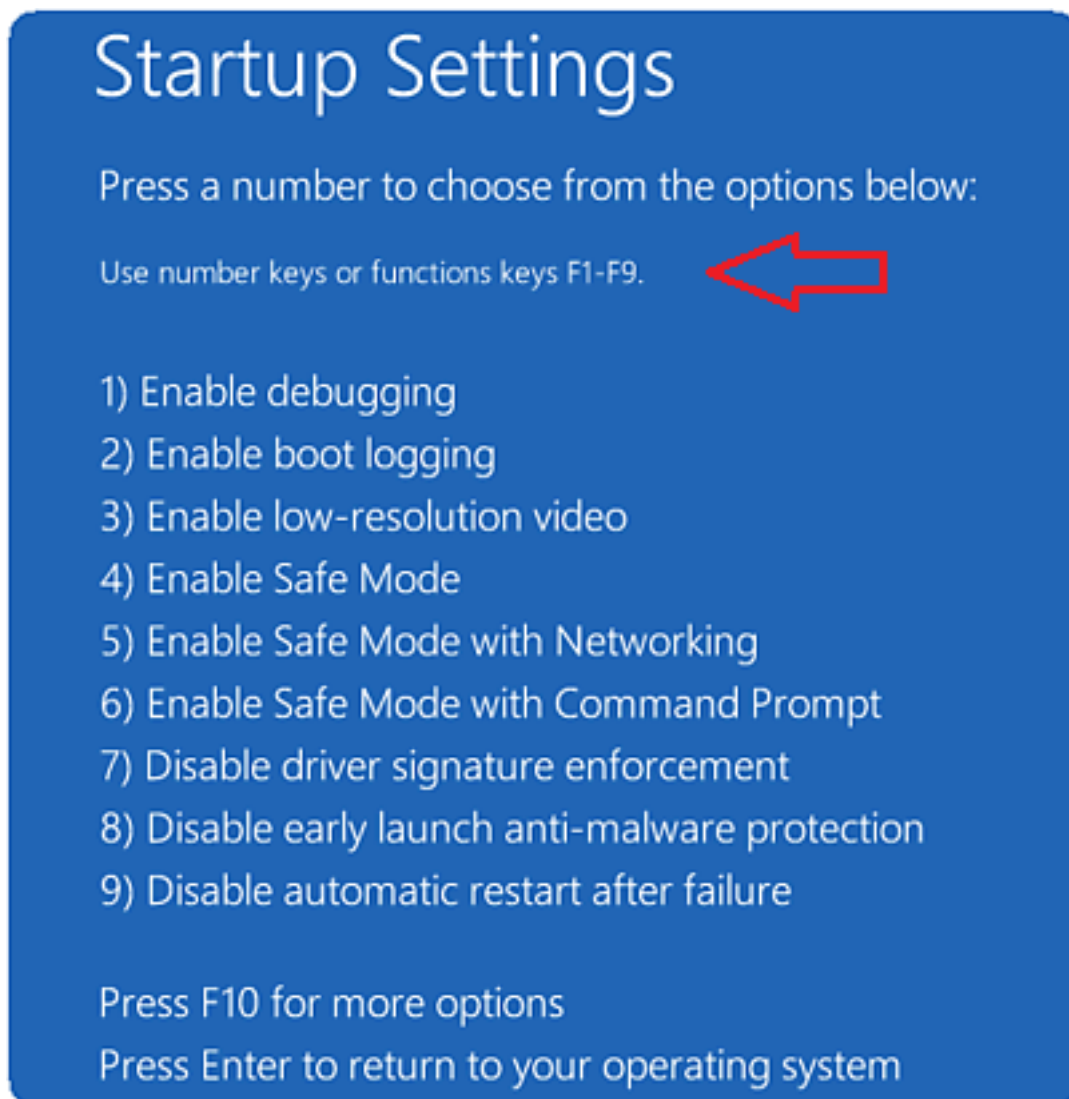 Startup Settings
Press a number to choose from the options below:
Use number keys or functions keys F1-F9.
1) Enable debugging
2) Enable boot logging
3) Enable low-resolution video
4) Enable Safe Mode
5) Enable Safe Mode with Networking
6) Enable Safe Mode with Command Prompt
7) Disable driver signature enforcement
8) Disable early launch anti-malware protection
9) Disable automatic restart after failure
Press F10 for more options
Press Enter to return to your operating system